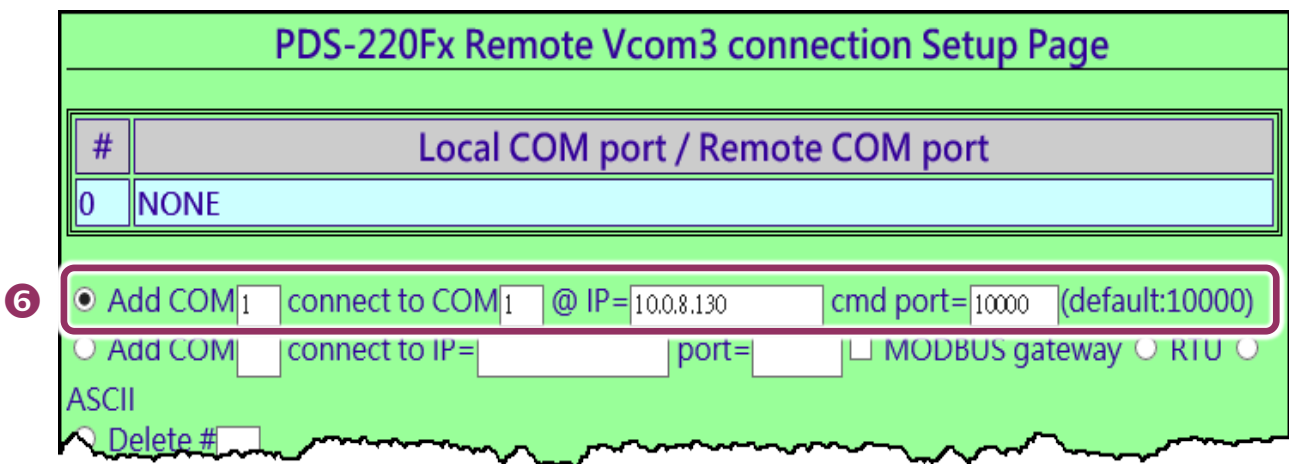 PDS-220Fx Remote Vcom3 connection Setup Page
# Local COM port / Remote COM port
0 NONE
6 Add COM 1 connect to COM 1 @ IP= 10.0.8.130 cmd port= 10000 (default:10000)
Add COM connect to IP= port= MODBUS gateway RTU
ASCII
Delete #